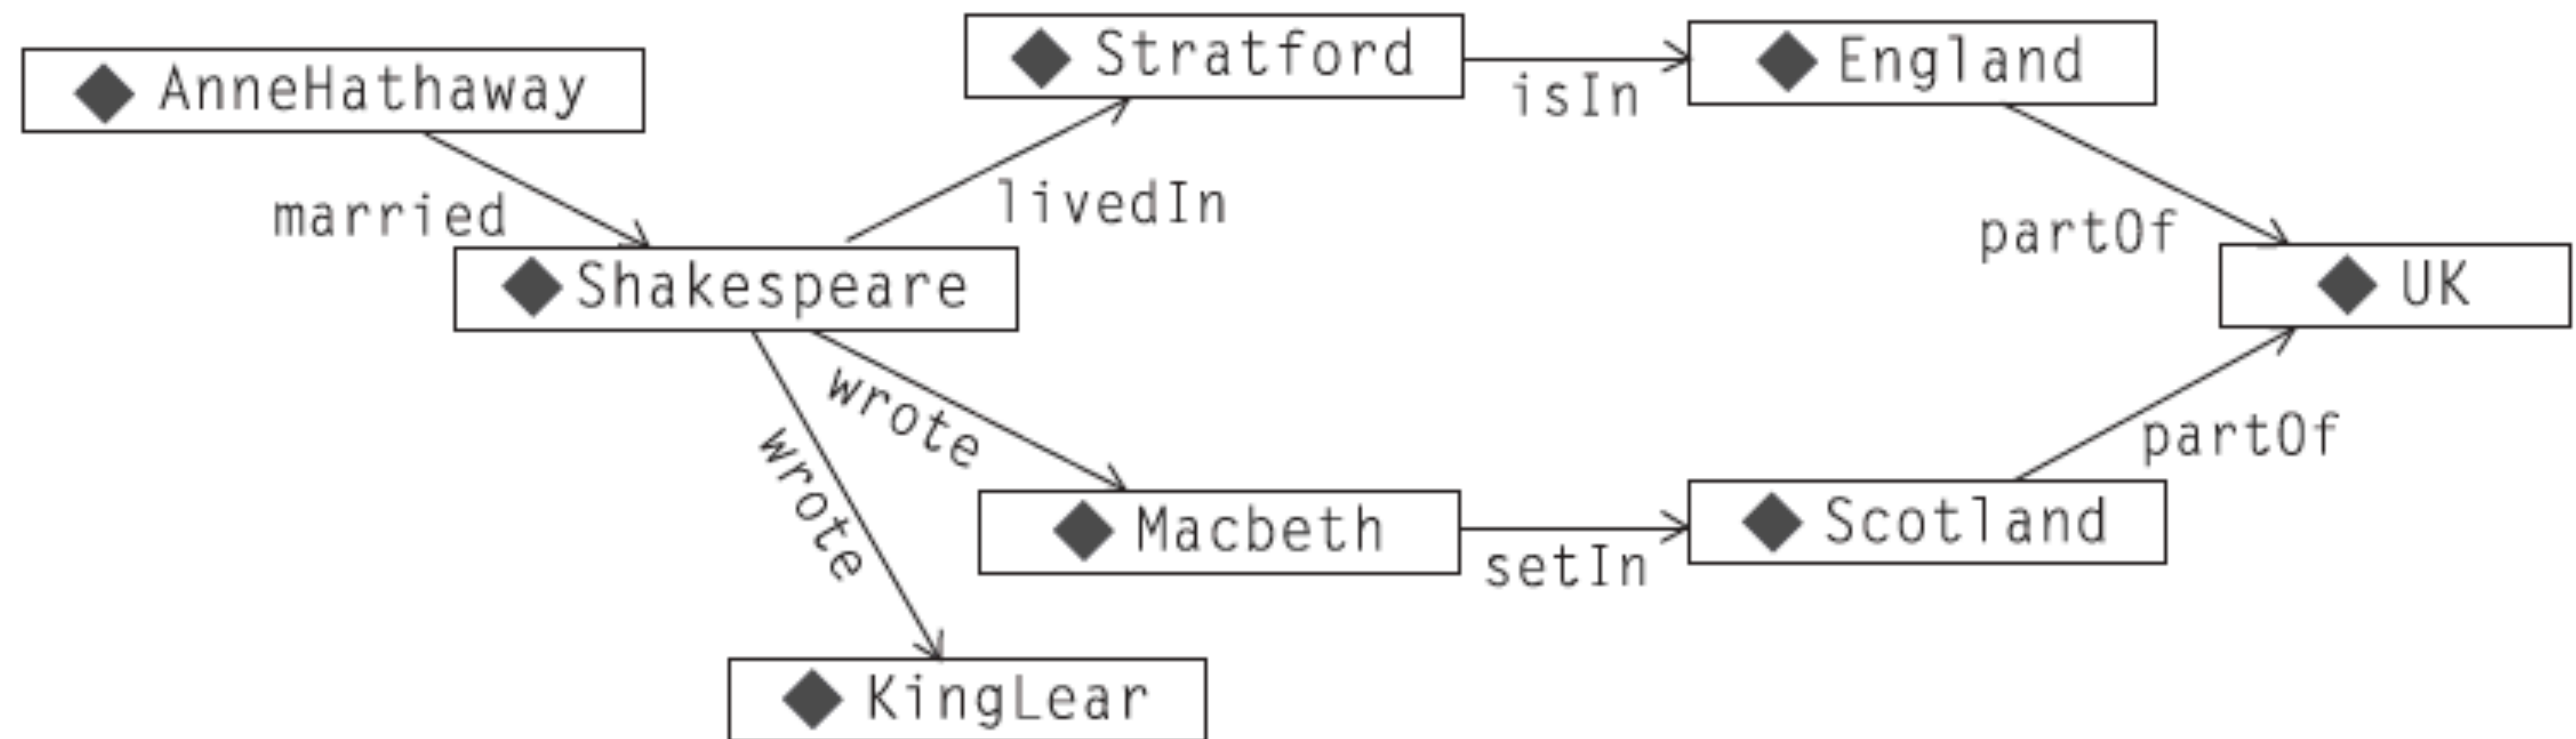 AnneHathaway
Stratford
England
isIn
married
livedIn
partOf
Shakespeare
UK
wrote
wrote
partOf
Macbeth
Scotland
setIn
KingLear